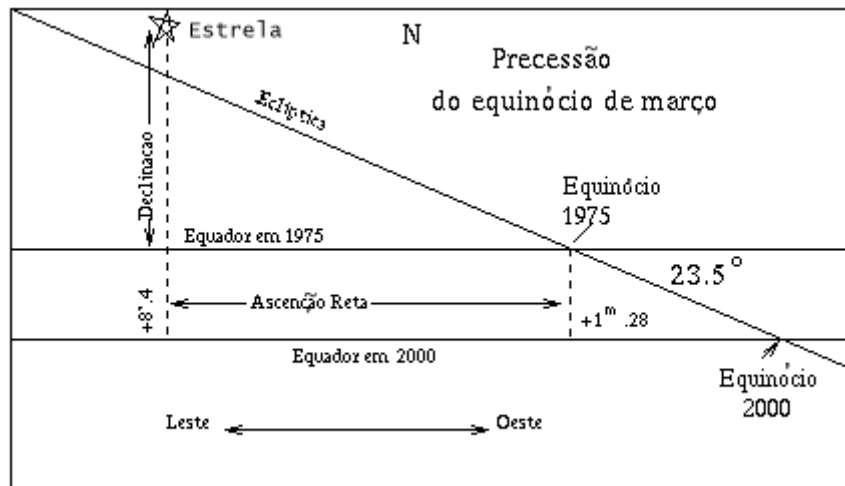 Estrela
N
Precessão
do equinócio de março
Eclíptica
Declinacao
Equinócio
1975
Equador em 1975
23.5°
+8'.4
Ascenção Reta
+1ᵐ .28
Equador em 2000
Equinócio
2000
Leste
Oeste